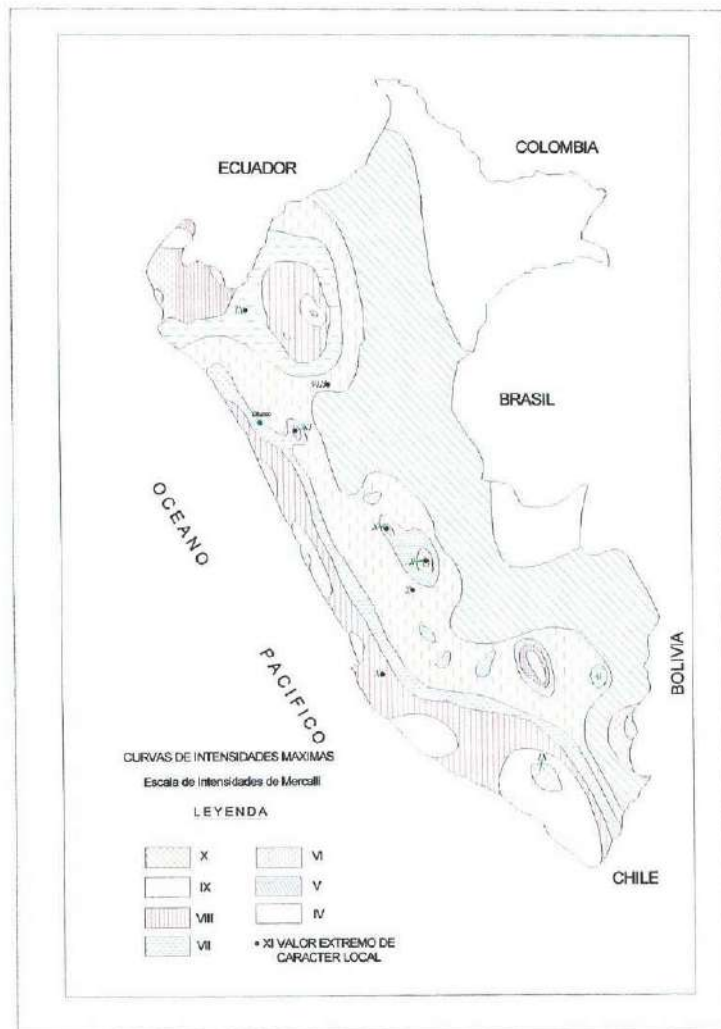 COLOMBIA
ECUADOR
BRASIL
OCEANO
PACIFICO
BOLIVIA
CURVAS DE INTENSIDADES MAXIMAS
Escala de Intensidades de Mercalli
LEYENDA
X
IX
VIII
VII
VI
V
IV
• XI VALOR EXTREMO DE
CARACTER LOCAL
CHILE